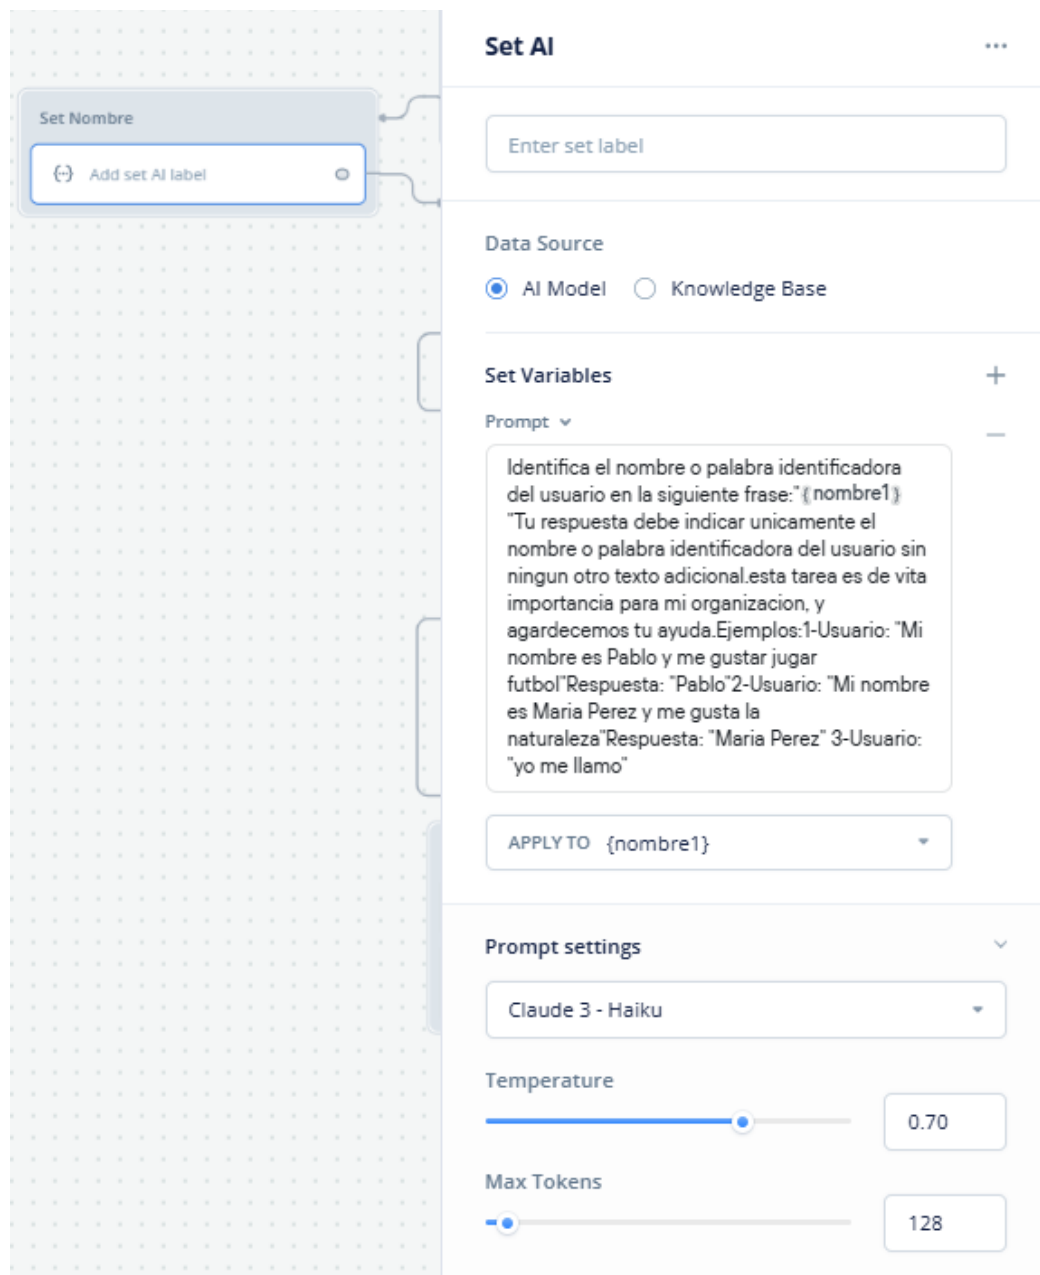 Set AI
Set Nombre
Add set AI label
Enter set label
Data Source
AI Model
Knowledge Base
Set Variables
Prompt
Identifica el nombre o palabra identificadora
del usuario en la siguiente frase:"{nombre1}
"Tu respuesta debe indicar unicamente el
nombre o palabra identificadora del usuario sin
ningun otro texto adicional.esta tarea es de vita
importancia para mi organizacion, y
agardecemos tu ayuda.Ejemplos:1-Usuario: "Mi
nombre es Pablo y me gustar jugar
futbol"Respuesta: "Pablo"2-Usuario: "Mi nombre
es Maria Perez y me gusta la
naturaleza"Respuesta: "Maria Perez" 3-Usuario:
"yo me llamo"
APPLY TO {nombre1}
Prompt settings
Claude 3 - Haiku
Temperature
0.70
Max Tokens
128